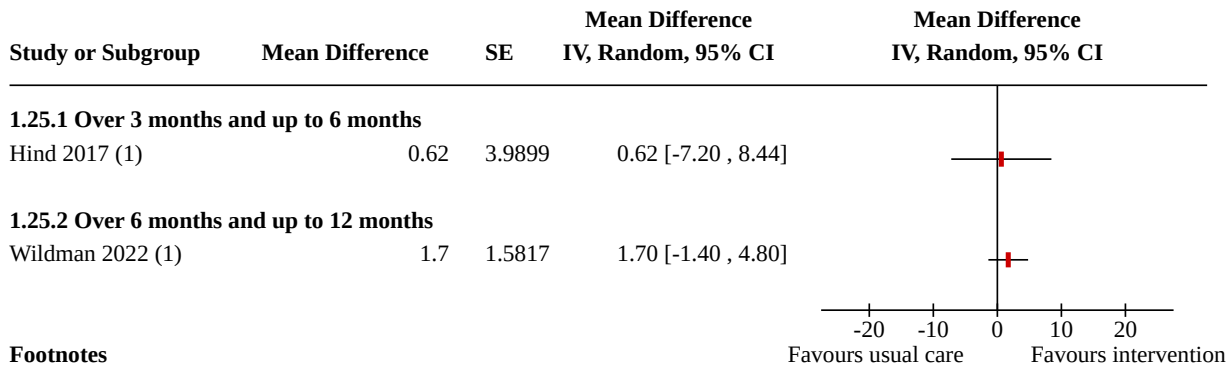 Mean Difference Mean Difference
Study or Subgroup Mean Difference SE IV, Random, 95% CI IV, Random, 95% CI
1.25.1 Over 3 months and up to 6 months
Hind 2017 (1) 0.62 3.9899 0.62 [-7.20 , 8.44]
1.25.2 Over 6 months and up to 12 months
Wildman 2022 (1) 1.7 1.5817 1.70 [-1.40 , 4.80]
-20 -10 0 10 20
Footnotes Favours usual care Favours intervention